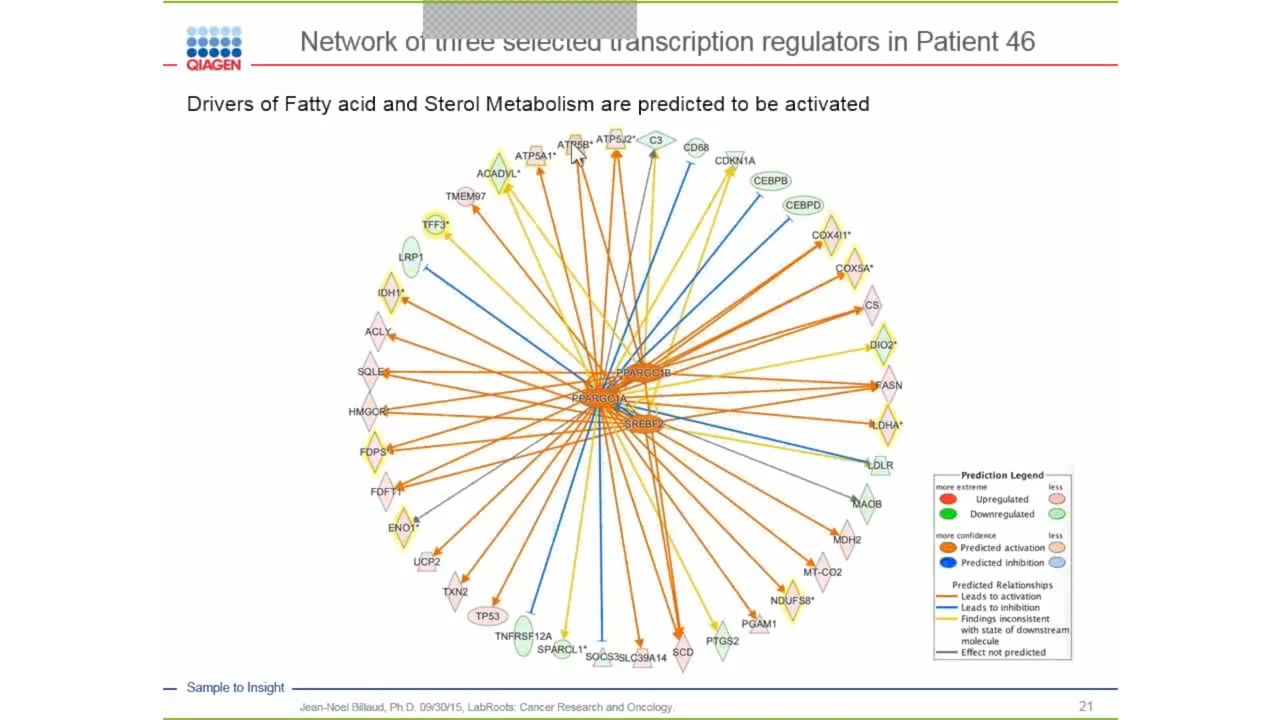 Network of three selected transcription regulators in Patient 46
QIAGEN
Drivers of Fatty acid and Sterol Metabolism are predicted to be activated
ATP5J2*
C3
CD68
ATP5B*
ATP5A1*
CDKN1A
ACADVL*
CEBPB
TMEM97
CEBPD
TFF3*
COX4I1*
LRP1
COX5A*
IDH1*
CS
ACLY
DIO2*
SQLE
PPARGC1B
FASN
PPARGC1A
HMGCR*
SREBF2
LDHA*
FDPS*
LDLR
FDFT1
MAOB
ENO1*
MDH2
UCP2
MT-CO2
TXN2
NDUFS8*
TP53
PGAM1
TNFRSF12A
PTGS2
SPARCL1*
SOCS3
SLC39A14
SCD
Prediction Legend
more extreme less
Upregulated
Downregulated
more confidence less
Predicted activation
Predicted inhibition
Predicted Relationships
Leads to activation
Leads to inhibition
Findings inconsistent
with state of downstream
molecule
Effect not predicted
Sample to Insight
Jean-Noel Billaud, Ph.D. 09/30/15, LabRoots: Cancer Research and Oncology.
21